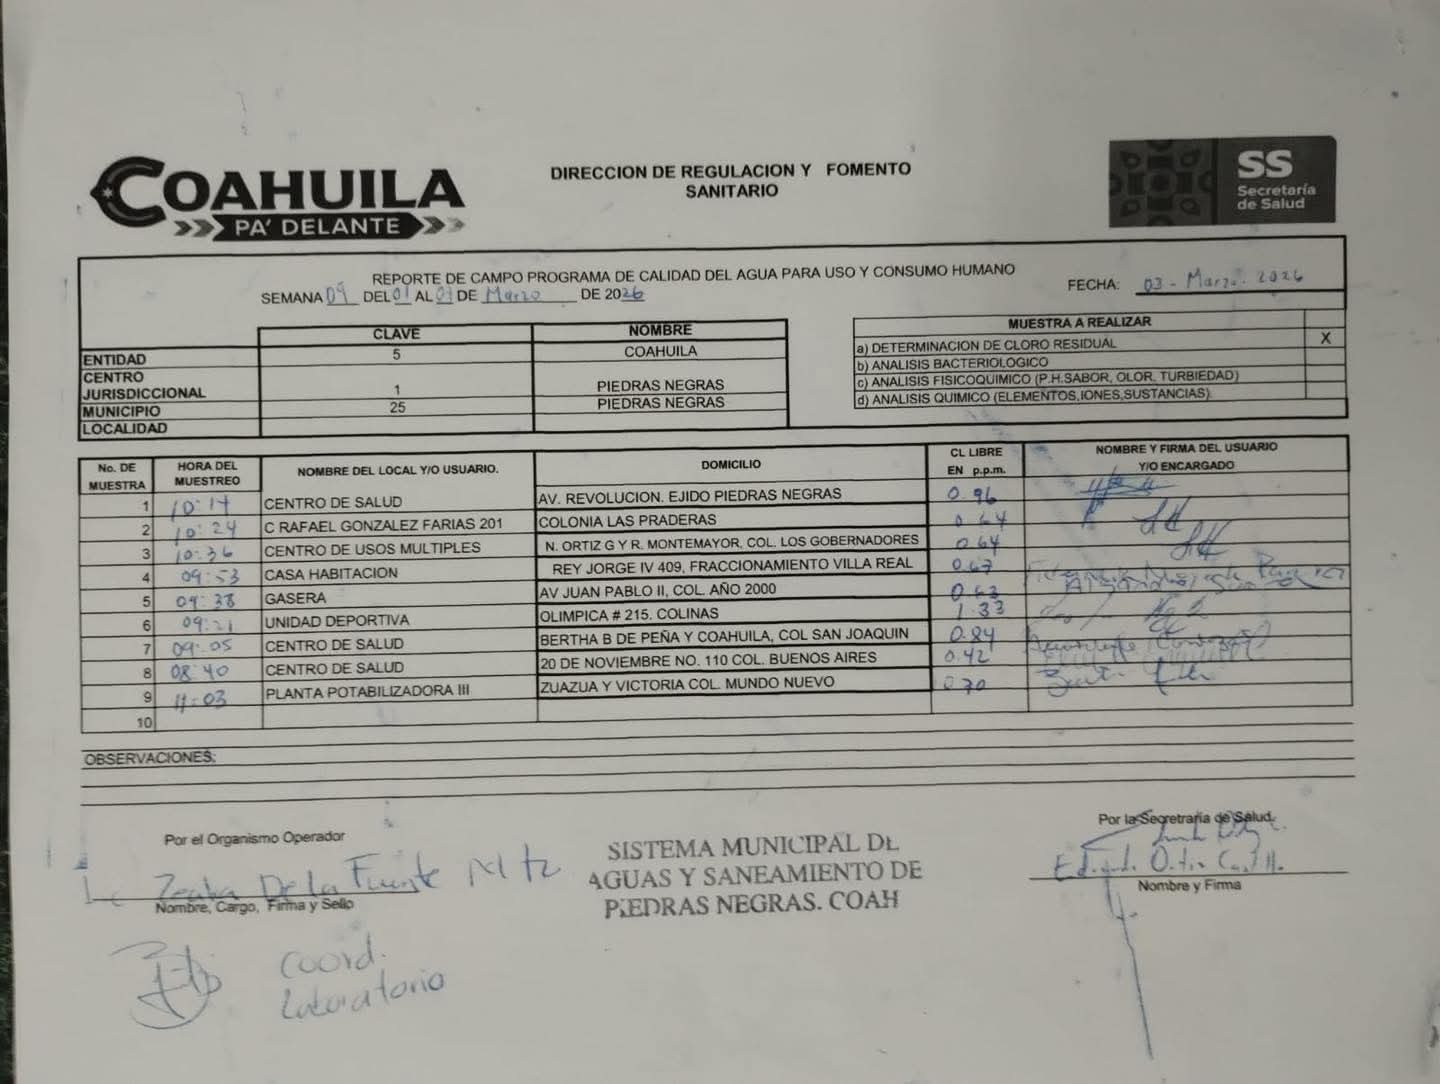 COAHUILA
PA' DELANTE
DIRECCION DE REGULACION Y FOMENTO
SANITARIO
SS
Secretaría
de Salud
REPORTE DE CAMPO PROGRAMA DE CALIDAD DEL AGUA PARA USO Y CONSUMO HUMANO
SEMANA 09 DEL 01 AL DE Marzo DE 2026
FECHA: 03 - Marzo. 2026
CLAVE NOMBRE
ENTIDAD 5 COAHUILA
CENTRO
JURISDICCIONAL 1 PIEDRAS NEGRAS
MUNICIPIO 25 PIEDRAS NEGRAS
LOCALIDAD
MUESTRA A REALIZAR
a) DETERMINACION DE CLORO RESIDUAL X
b) ANALISIS BACTERIOLOGICO
c) ANALISIS FISICOQUIMICO (P.H.SABOR, OLOR, TURBIEDAD)
d) ANALISIS QUIMICO (ELEMENTOS,IONES,SUSTANCIAS)
No. DE MUESTRA HORA DEL MUESTREO NOMBRE DEL LOCAL Y/O USUARIO. DOMICILIO CL LIBRE EN p.p.m. NOMBRE Y FIRMA DEL USUARIO Y/O ENCARGADO
1 10:14 CENTRO DE SALUD AV. REVOLUCION. EJIDO PIEDRAS NEGRAS 0.96
2 10:24 C RAFAEL GONZALEZ FARIAS 201 COLONIA LAS PRADERAS 0.64
3 10:36 CENTRO DE USOS MULTIPLES N. ORTIZ G Y R. MONTEMAYOR, COL. LOS GOBERNADORES 0.64
4 09:53 CASA HABITACION REY JORGE IV 409, FRACCIONAMIENTO VILLA REAL 0.67
5 09:38 GASERA AV JUAN PABLO II, COL. AÑO 2000 0.63
6 09:21 UNIDAD DEPORTIVA OLIMPICA # 215. COLINAS 1.33
7 09:05 CENTRO DE SALUD BERTHA B DE PEÑA Y COAHUILA, COL SAN JOAQUIN 0.84
8 08:40 CENTRO DE SALUD 20 DE NOVIEMBRE NO. 110 COL. BUENOS AIRES 0.42
9 11:03 PLANTA POTABILIZADORA III ZUAZUA Y VICTORIA COL. MUNDO NUEVO 0.70
10
OBSERVACIONES:
Por el Organismo Operador
De la Fuente Mtz
Nombre, Cargo, Firma y Sello
Coord.
Laboratorio
SISTEMA MUNICIPAL DE
AGUAS Y SANEAMIENTO DE
PIEDRAS NEGRAS. COAH
Por la Secretaría de Salud.
Nombre y Firma